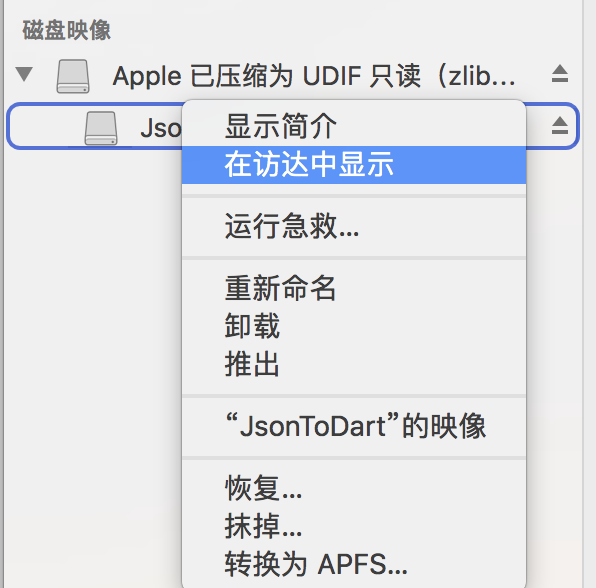 磁盘映像
Apple 已压缩为 UDIF 只读（zlib...
Jso
显示简介
在访达中显示
运行急救...
重新命名
卸载
推出
“JsonToDart”的映像
恢复...
抹掉...
转换为 APFS...